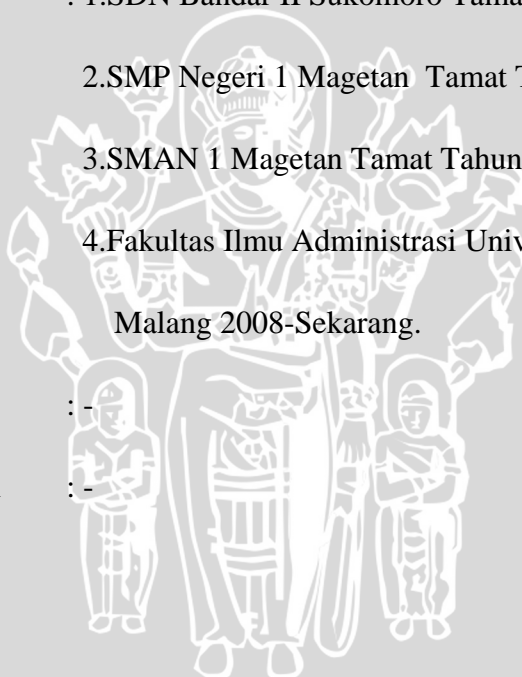 : 1.SDN Bandar II Sukomoro Tama
2.SMP Negeri 1 Magetan Tamat
3.SMAN 1 Magetan Tamat Tahun
4.Fakultas Ilmu Administrasi Univ
Malang 2008-Sekarang.
: -
: -